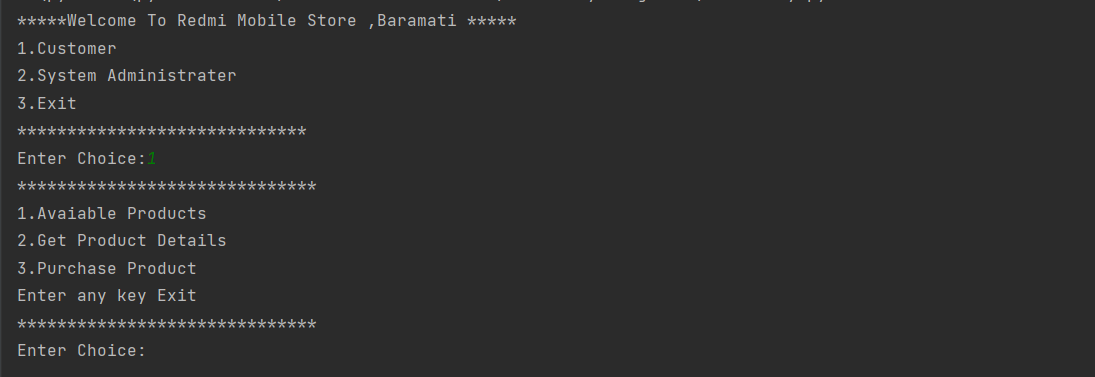 *****Welcome To Redmi Mobile Store ,Baramati *****
1.Customer
2.System Administrater
3.Exit
*****************************
Enter Choice:1
******************************
1.Avaiable Products
2.Get Product Details
3.Purchase Product
Enter any key Exit
******************************
Enter Choice: